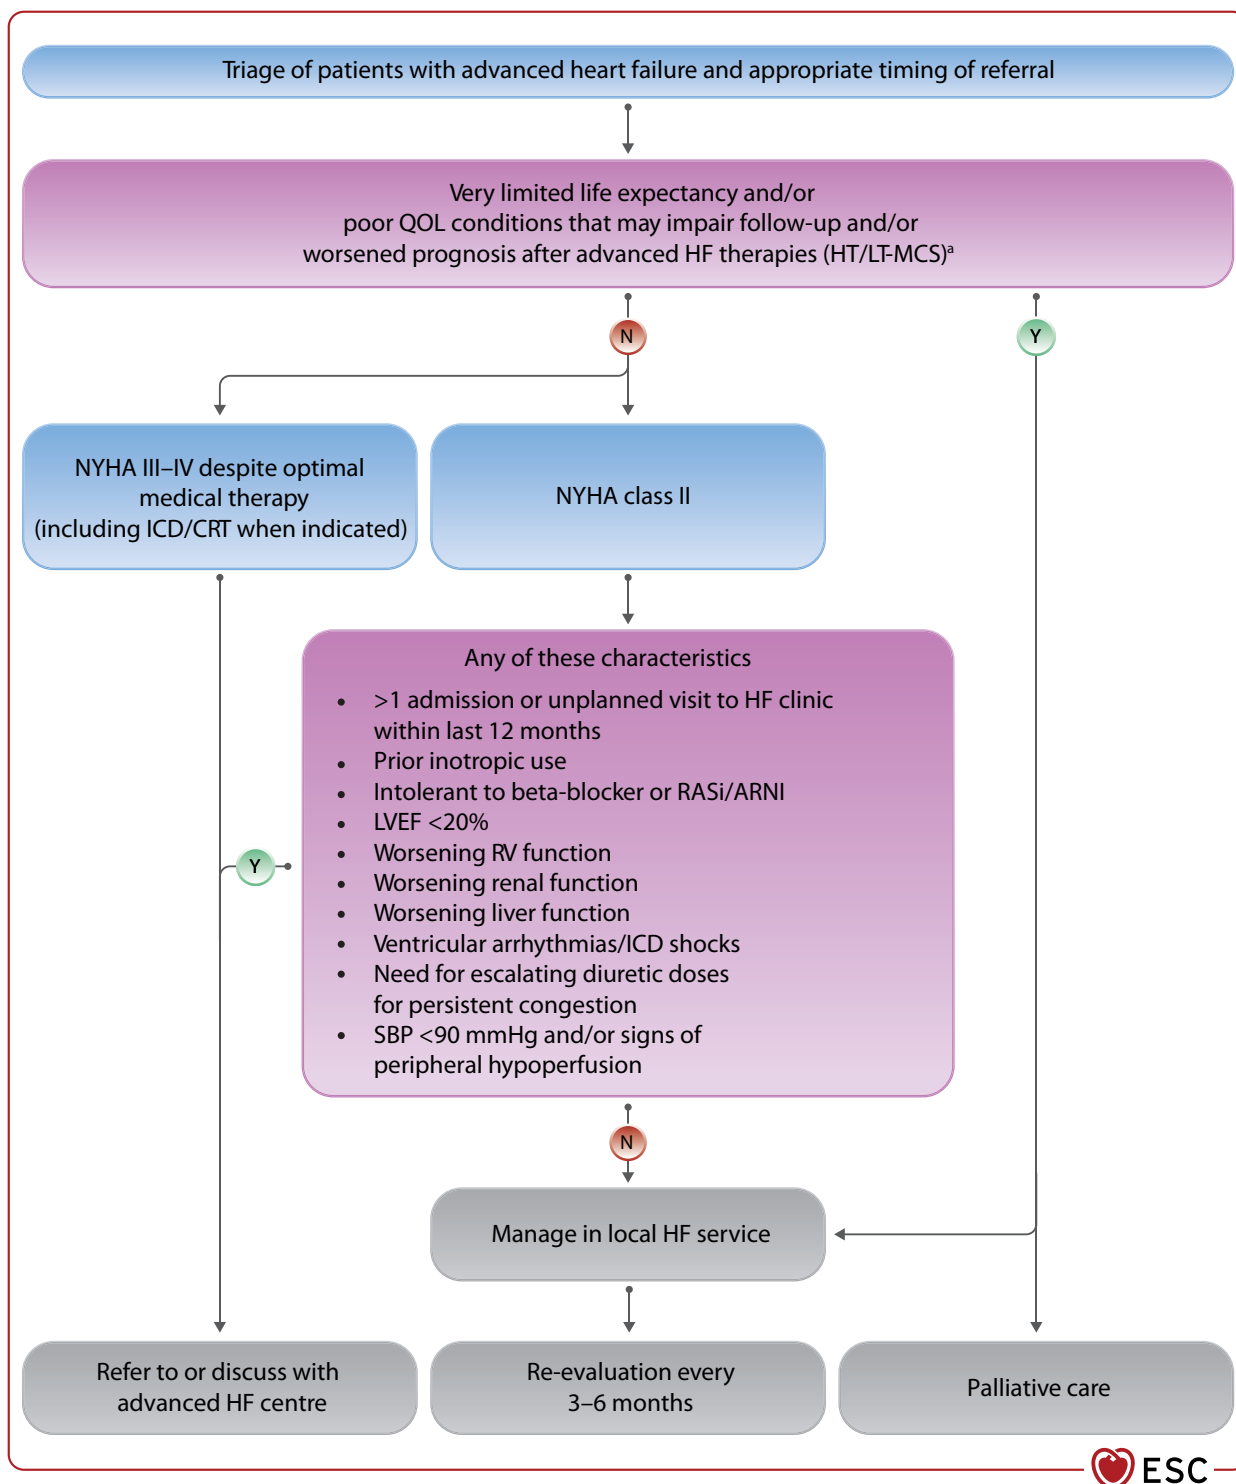 Triage of patients with advanced heart failure and appropriate timing of referral
Very limited life expectancy and/or
poor QOL conditions that may impair follow-up and/or
worsened prognosis after advanced HF therapies (HT/LT-MCS)ᵃ
N
Y
NYHA III–IV despite optimal
medical therapy
(including ICD/CRT when indicated)
NYHA class II
Any of these characteristics
• >1 admission or unplanned visit to HF clinic
within last 12 months
• Prior inotropic use
• Intolerant to beta-blocker or RASi/ARNI
• LVEF <20%
• Worsening RV function
• Worsening renal function
• Worsening liver function
• Ventricular arrhythmias/ICD shocks
• Need for escalating diuretic doses
for persistent congestion
• SBP <90 mmHg and/or signs of
peripheral hypoperfusion
Y
N
Manage in local HF service
Refer to or discuss with
advanced HF centre
Re-evaluation every
3–6 months
Palliative care
ESC